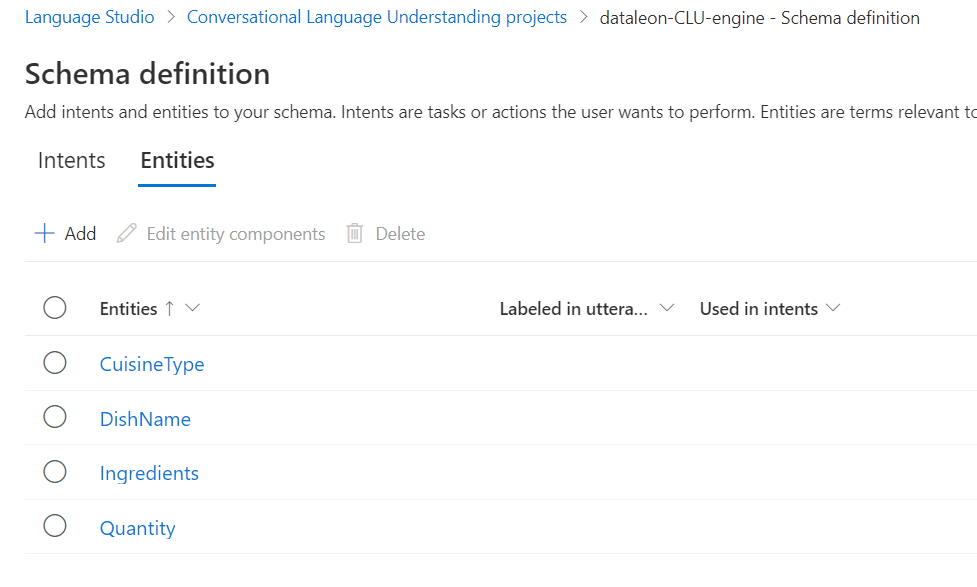 Language Studio > Conversational Language Understanding projects > dataleon-CLU-engine - Schema definition
Schema definition
Add intents and entities to your schema. Intents are tasks or actions the user wants to perform. Entities are terms relevant to
Intents Entities
+ Add Edit entity components Delete
Entities ↑ Labeled in uttera... Used in intents
CuisineType
DishName
Ingredients
Quantity